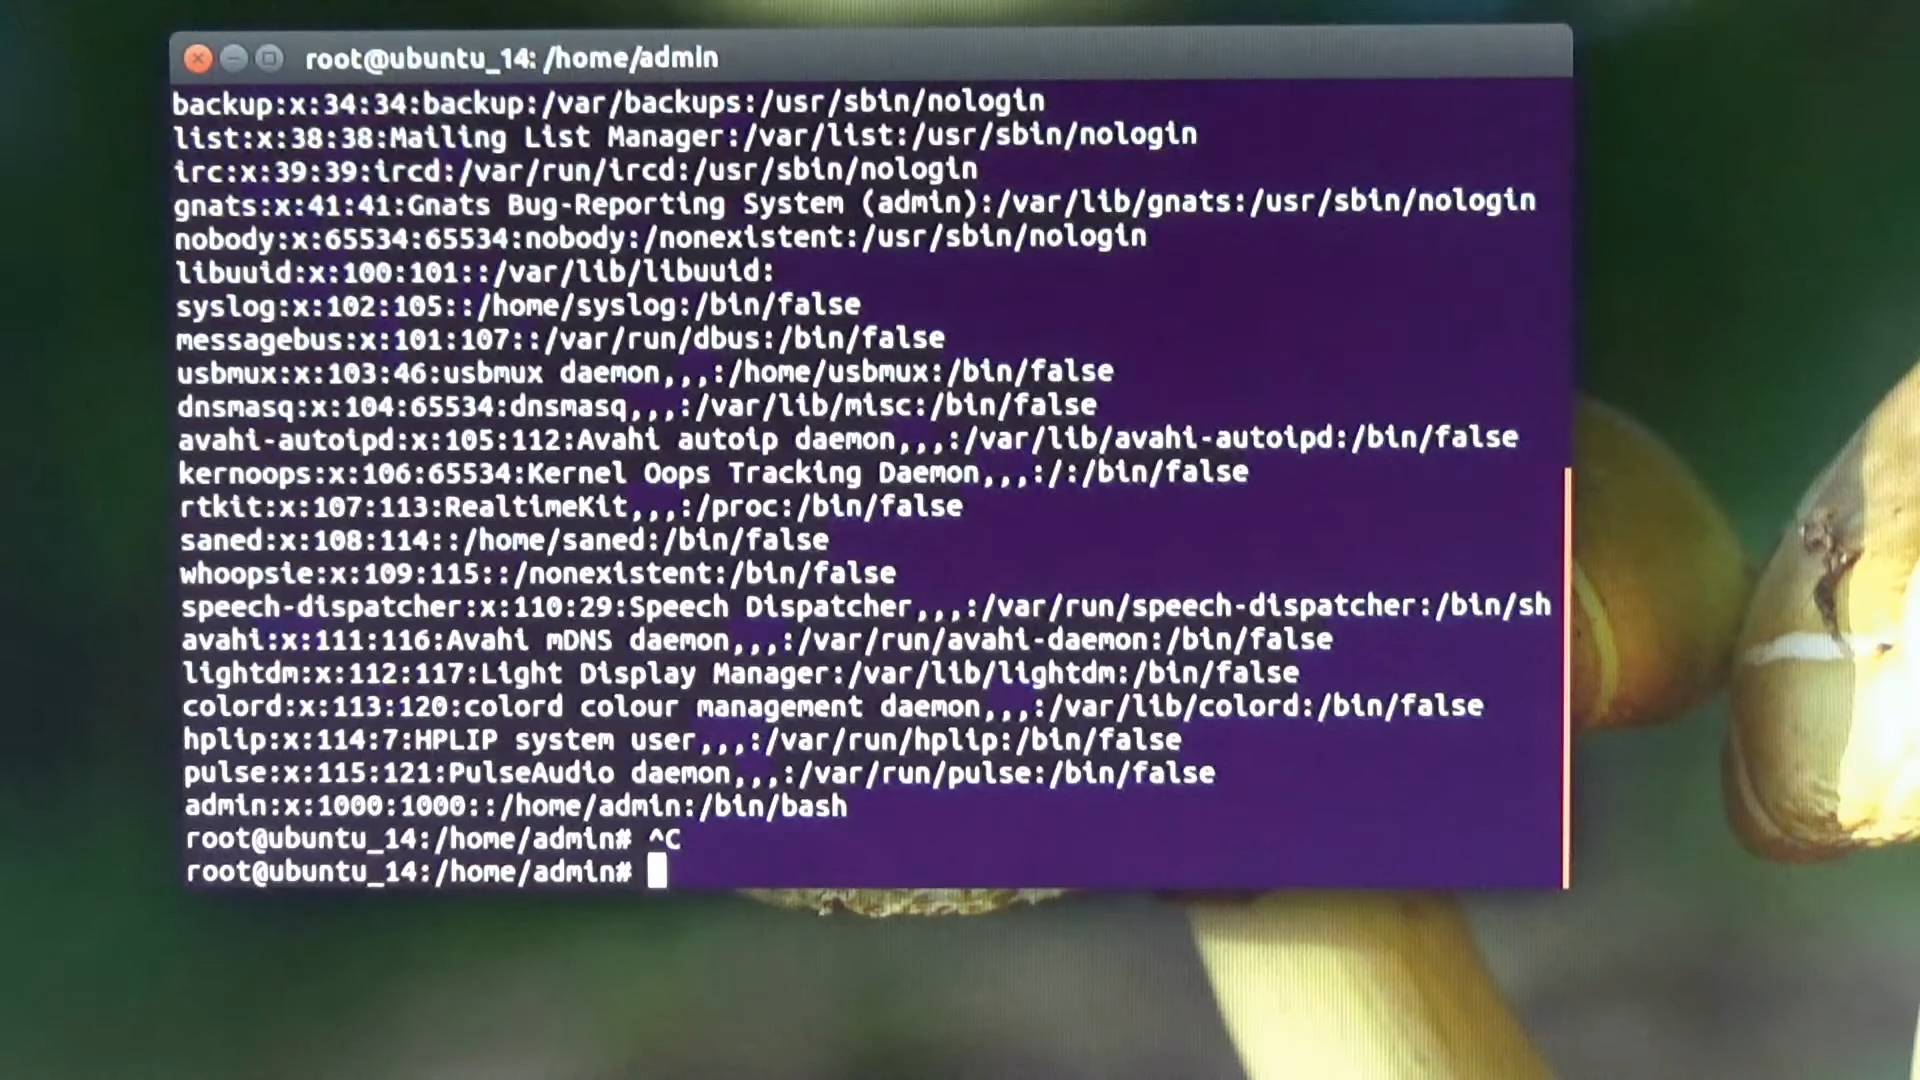 root@ubuntu_14: /home/admin
backup:x:34:34:backup:/var/backups:/usr/sbin/nologin
list:x:38:38:Mailing List Manager:/var/list:/usr/sbin/nologin
irc:x:39:39:ircd:/var/run/ircd:/usr/sbin/nologin
gnats:x:41:41:Gnats Bug-Reporting System (admin):/var/lib/gnats:/usr/sbin/nologin
nobody:x:65534:65534:nobody:/nonexistent:/usr/sbin/nologin
libuuid:x:100:101::/var/lib/libuuid:
syslog:x:102:105::/home/syslog:/bin/false
messagebus:x:101:107::/var/run/dbus:/bin/false
usbmux:x:103:46:usbmux daemon,,,:/home/usbmux:/bin/false
dnsmasq:x:104:65534:dnsmasq,,,:/var/lib/misc:/bin/false
avahi-autoipd:x:105:112:Avahi autoip daemon,,,:/var/lib/avahi-autoipd:/bin/false
kernoops:x:106:65534:Kernel Oops Tracking Daemon,,,:/:/bin/false
rtkit:x:107:113:RealtimeKit,,,:/proc:/bin/false
saned:x:108:114::/home/saned:/bin/false
whoopsie:x:109:115::/nonexistent:/bin/false
speech-dispatcher:x:110:29:Speech Dispatcher,,,:/var/run/speech-dispatcher:/bin/sh
avahi:x:111:116:Avahi mDNS daemon,,,:/var/run/avahi-daemon:/bin/false
lightdm:x:112:117:Light Display Manager:/var/lib/lightdm:/bin/false
colord:x:113:120:colord colour management daemon,,,:/var/lib/colord:/bin/false
hplip:x:114:7:HPLIP system user,,,:/var/run/hplip:/bin/false
pulse:x:115:121:PulseAudio daemon,,,:/var/run/pulse:/bin/false
admin:x:1000:1000::/home/admin:/bin/bash
root@ubuntu_14:/home/admin# ^C
root@ubuntu_14:/home/admin#